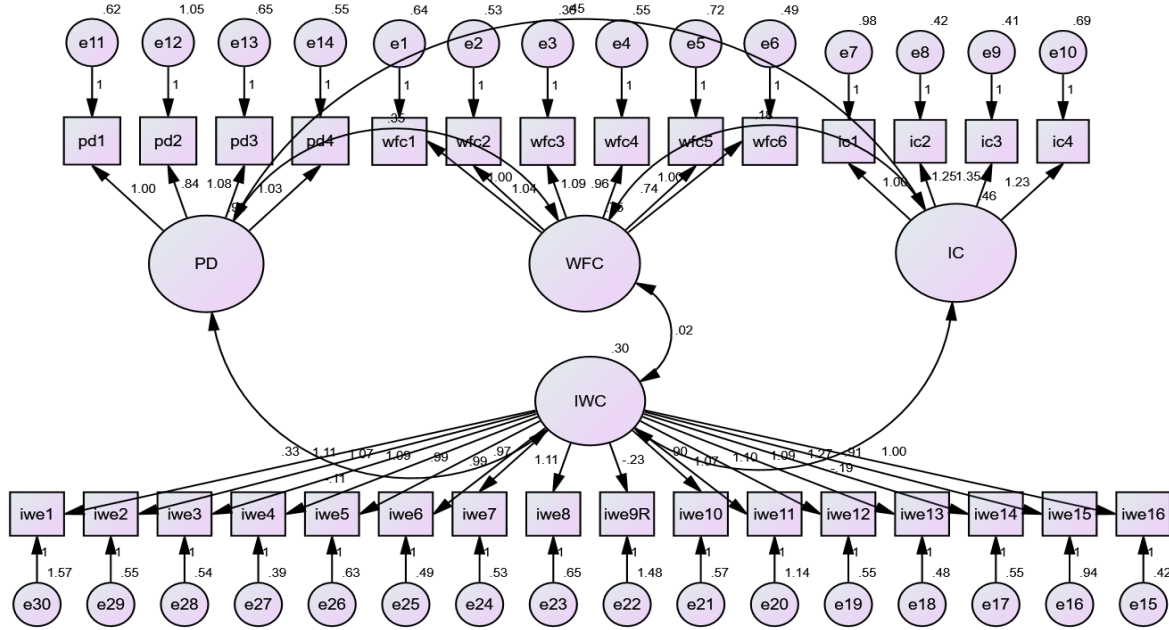 .62 1.05 .65 .55 .64 .53 .36 .45 .55 .72 .49 .98 .42 .41 .69
e11 e12 e13 e14 e1 e2 e3 e4 e5 e6 e7 e8 e9 e10
1 1 1 1 1 1 1 1 1 1 1 1 1 1
.35 .18
pd1 pd2 pd3 pd4 wfc1 wfc2 wfc3 wfc4 wfc5 wfc6 ic1 ic2 ic3 ic4
1.00 .84 1.08 1.03 1.00 1.04 1.09 .96 .74 1.00 1.00 1.25 1.35 1.23
.46
PD WFC IC
.02
.30
IWC
.33 1.11 1.07 1.09 .99 .99 .97 1.11 -.23 .90 1.07 1.10 1.09 1.27 .91 1.00
-.11 -.19
iwe1 iwe2 iwe3 iwe4 iwe5 iwe6 iwe7 iwe8 iwe9R iwe10 iwe11 iwe12 iwe13 iwe14 iwe15 iwe16
1 1 1 1 1 1 1 1 1 1 1 1 1 1 1 1
1.57 .55 .54 .39 .63 .49 .53 .65 1.48 .57 1.14 .55 .48 .55 .94 .42
e30 e29 e28 e27 e26 e25 e24 e23 e22 e21 e20 e19 e18 e17 e16 e15